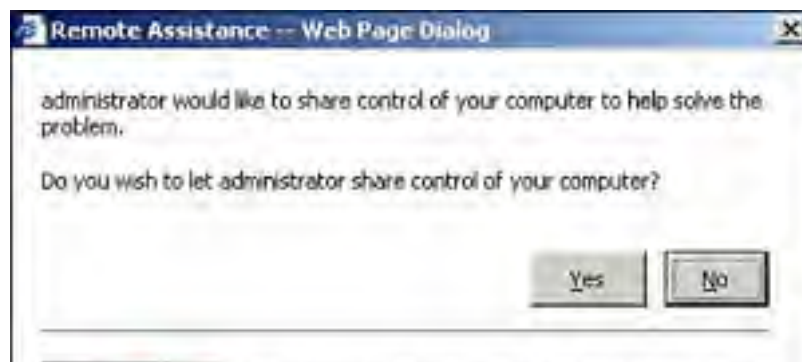 Remote Assistance -- Web Page Dialog
administrator would like to share control of your computer to help solve the
problem.
Do you wish to let administrator share control of your computer?
Yes
No